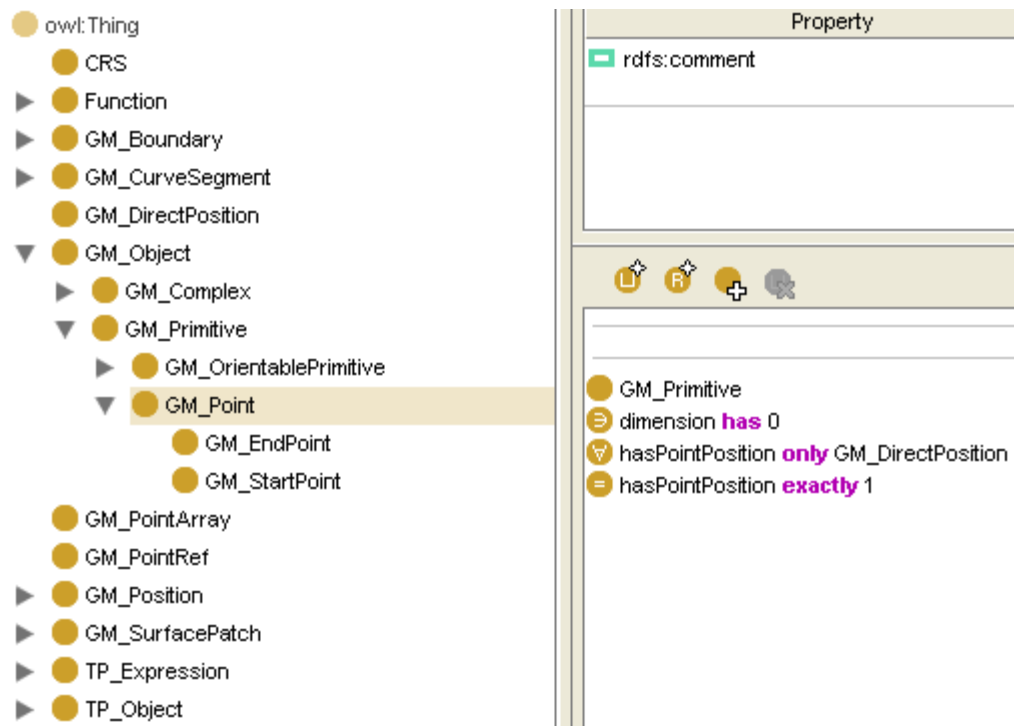 owl:Thing
CRS
Function
GM_Boundary
GM_CurveSegment
GM_DirectPosition
GM_Object
GM_Complex
GM_Primitive
GM_OrientablePrimitive
GM_Point
GM_EndPoint
GM_StartPoint
GM_PointArray
GM_PointRef
GM_Position
GM_SurfacePatch
TP_Expression
TP_Object
Property
rdfs:comment
GM_Primitive
dimension has 0
hasPointPosition only GM_DirectPosition
hasPointPosition exactly 1